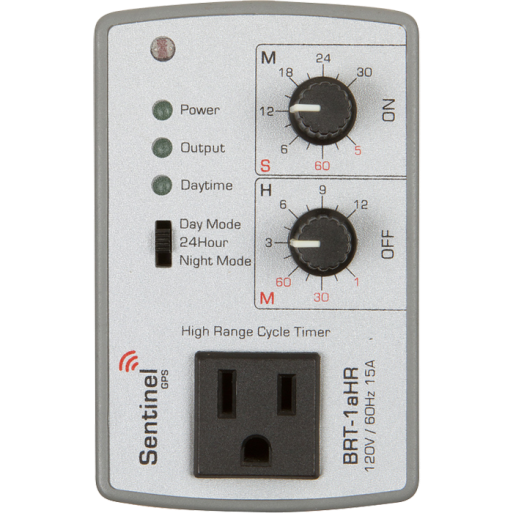 M
24
18
30
12
6
5
60
S
ON
Power
Output
Daytime
H
9
6
12
3
60
1
30
M
OFF
Day Mode
24Hour
Night Mode
High Range Cycle Timer
Sentinel
GPS
BRT-1aHR
120V / 60Hz 15A